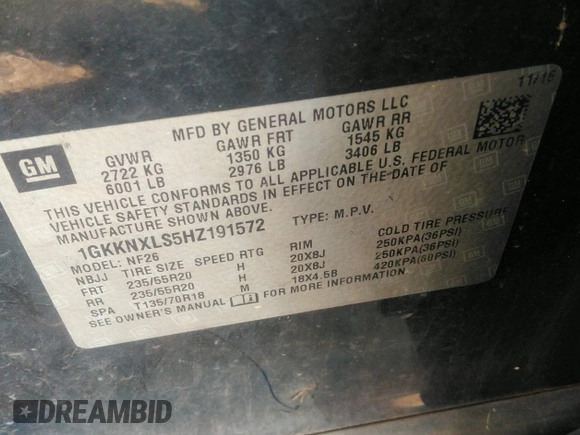 11/16
GM
MFD BY GENERAL MOTORS LLC
GVWR GAWR FRT GAWR RR
2722 KG 1350 KG 1545 KG
6001 LB 2976 LB 3406 LB
THIS VEHICLE CONFORMS TO ALL APPLICABLE U.S. FEDERAL MOTOR
VEHICLE SAFETY STANDARDS IN EFFECT ON THE DATE OF
MANUFACTURE SHOWN ABOVE.
1GKKNXLS5HZ191572 TYPE: M.P.V.
MODEL: NF26
NBJJ TIRE SIZE SPEED RTG RIM COLD TIRE PRESSURE
FRT 235/55R20 H 20X8J 250KPA(36PSI)
RR 235/55R20 H 20X8J 250KPA(36PSI)
SPA T135/70R18 M 18X4.5B 420KPA(60PSI)
SEE OWNER'S MANUAL FOR MORE INFORMATION.
DREAMBID